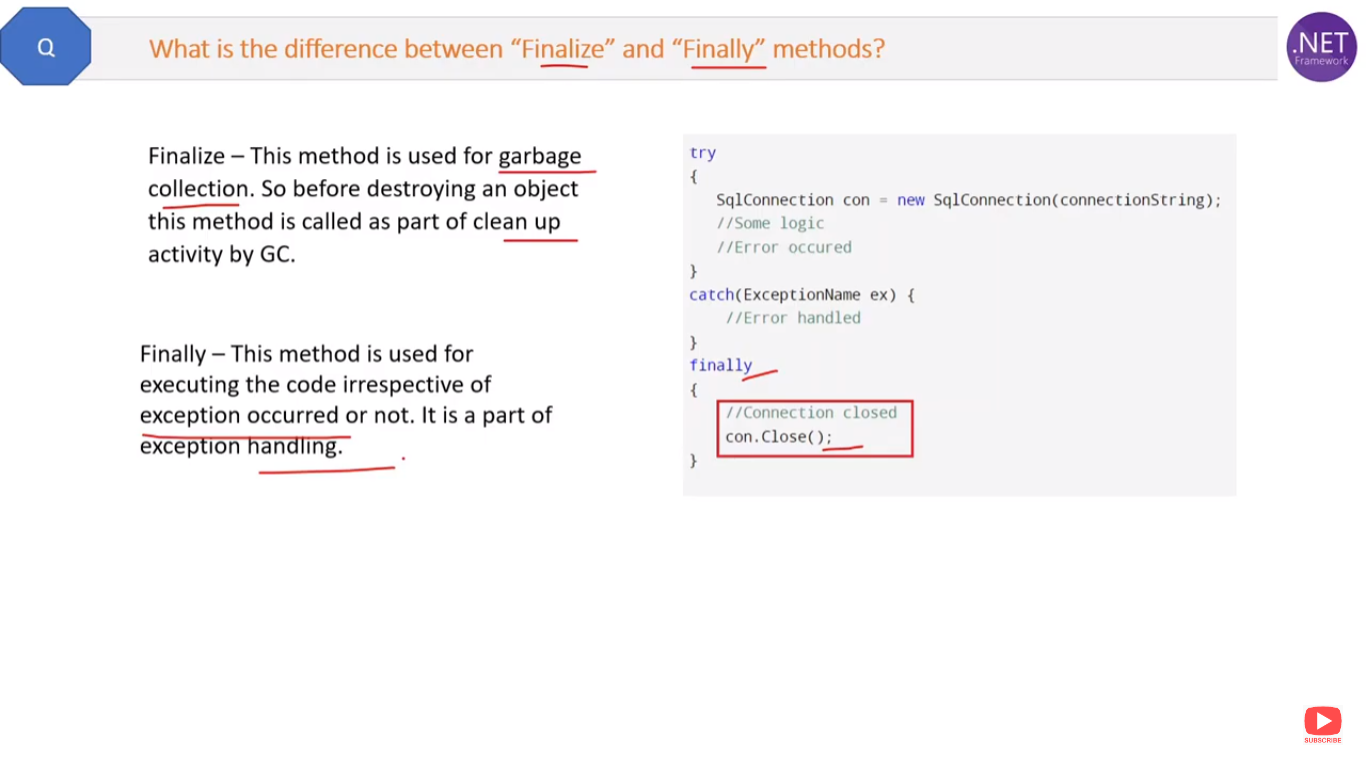 Q
What is the difference between “Finalize” and “Finally” methods?
.NET
Framework
Finalize – This method is used for garbage
collection. So before destroying an object
this method is called as part of clean up
activity by GC.
Finally – This method is used for
executing the code irrespective of
exception occurred or not. It is a part of
exception handling.
try
{
SqlConnection con = new SqlConnection(connectionString);
//Some logic
//Error occured
}
catch(ExceptionName ex) {
//Error handled
}
finally
{
//Connection closed
con.Close();
}
SUBSCRIBE